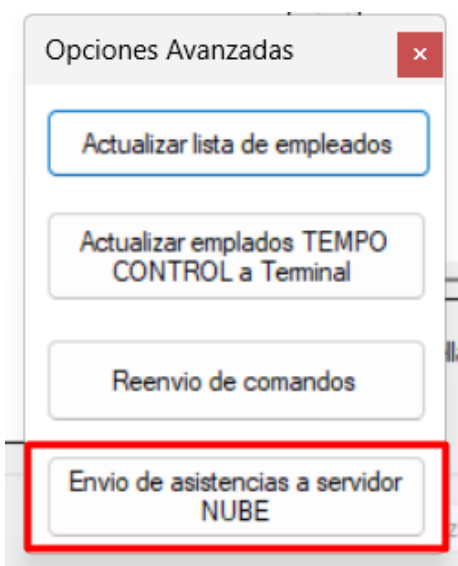 Opciones Avanzadas
x
Actualizar lista de empleados
Actualizar emplados TEMPO
CONTROL a Terminal
Reenvio de comandos
Envio de asistencias a servidor
NUBE